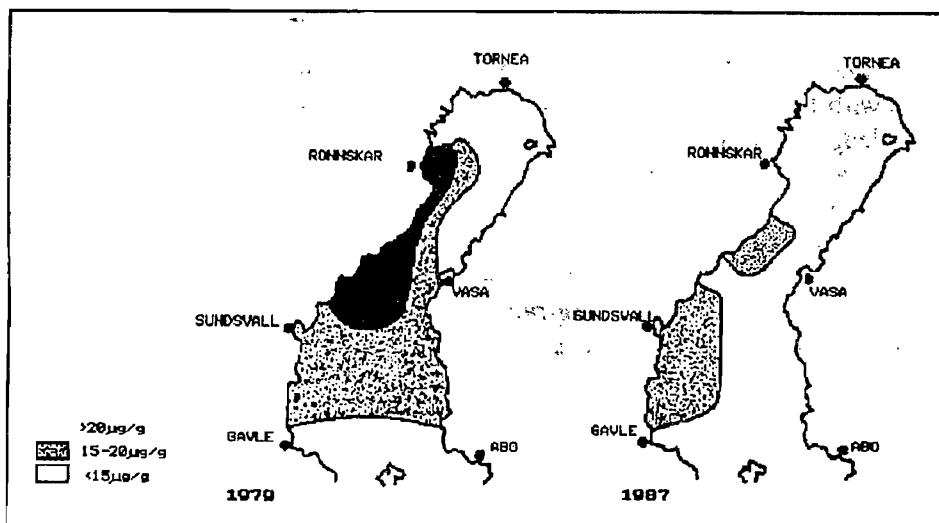 TORNEA
RONNSKAR
VASA
SUNDSVALL
>20µg/g
15-20µg/g
<15µg/g
GAVLE
ABO
1979
TORNEA
RONNSKAR
VASA
SUNDSVALL
GAVLE
ABO
1987